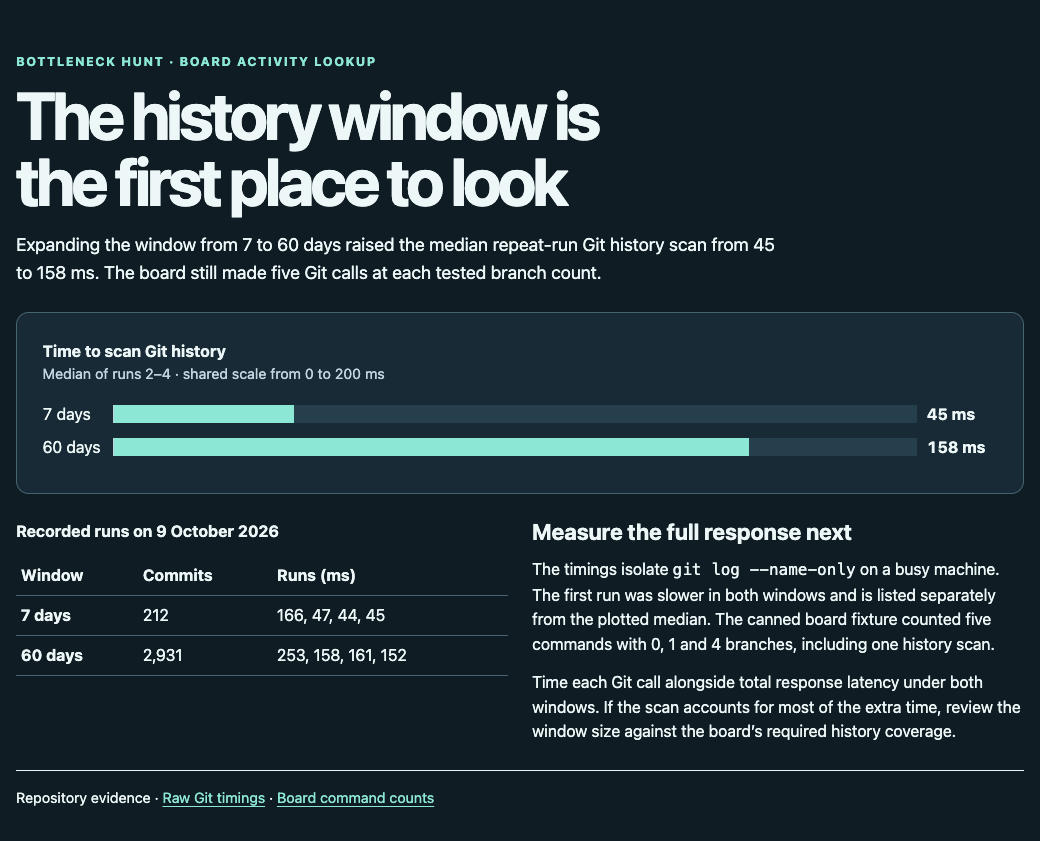 BOTTLENECK HUNT · BOARD ACTIVITY LOOKUP
The history window is
the first place to look
Expanding the window from 7 to 60 days raised the median repeat-run Git history scan from 45
to 158 ms. The board still made five Git calls at each tested branch count.
Time to scan Git history
Median of runs 2–4 · shared scale from 0 to 200 ms
7 days 45 ms
60 days 158 ms
Recorded runs on 9 October 2026
Window Commits Runs (ms)
7 days 212 166, 47, 44, 45
60 days 2,931 253, 158, 161, 152
Measure the full response next
The timings isolate git log --name-only on a busy machine.
The first run was slower in both windows and is listed separately
from the plotted median. The canned board fixture counted five
commands with 0, 1 and 4 branches, including one history scan.
Time each Git call alongside total response latency under both
windows. If the scan accounts for most of the extra time, review the
window size against the board’s required history coverage.
Repository evidence · Raw Git timings · Board command counts